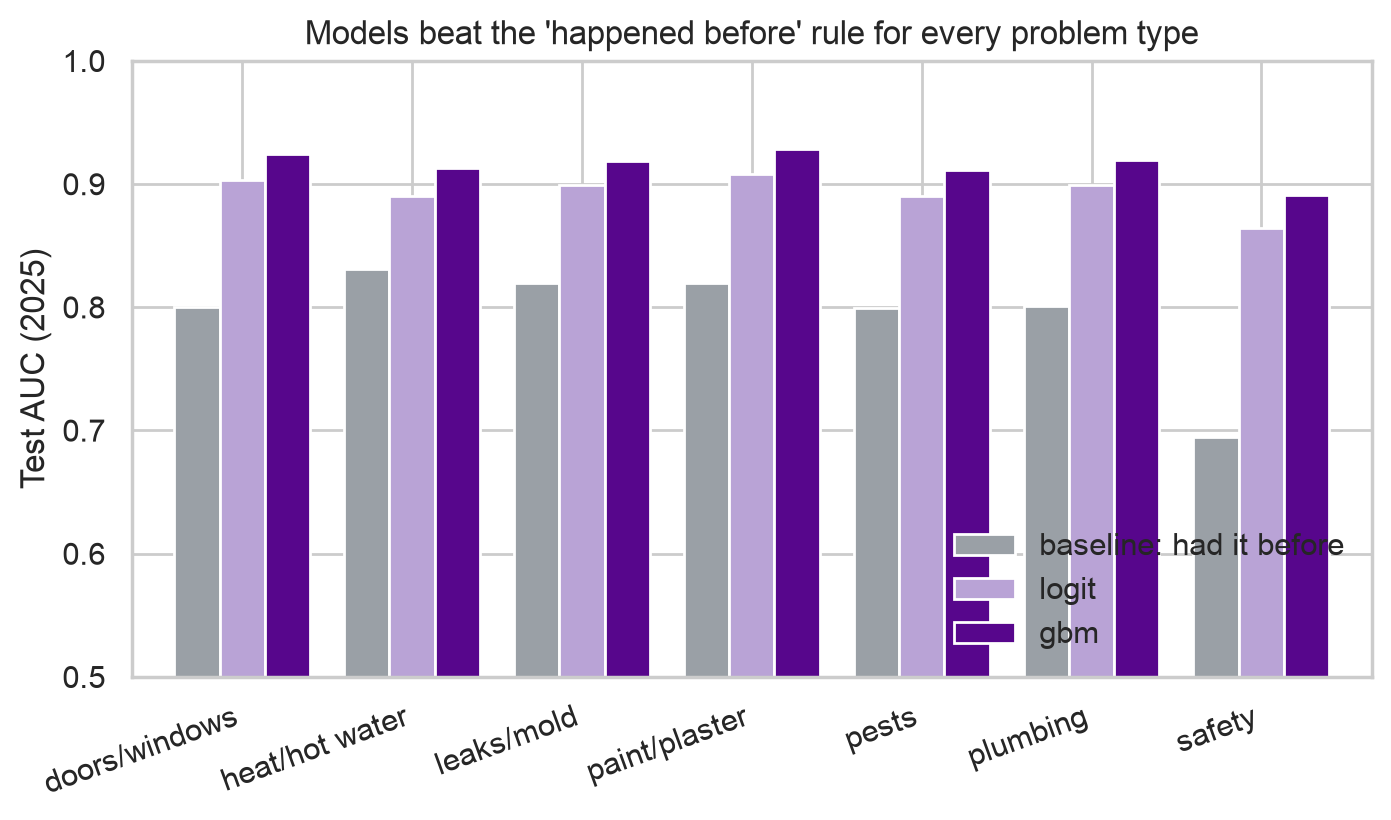 Models beat the 'happened before' rule for every problem type
Test AUC (2025)
1.0
0.9
0.8
0.7
0.6
0.5
baseline: had it before
logit
gbm
doors/windows
heat/hot water
leaks/mold
paint/plaster
pests
plumbing
safety